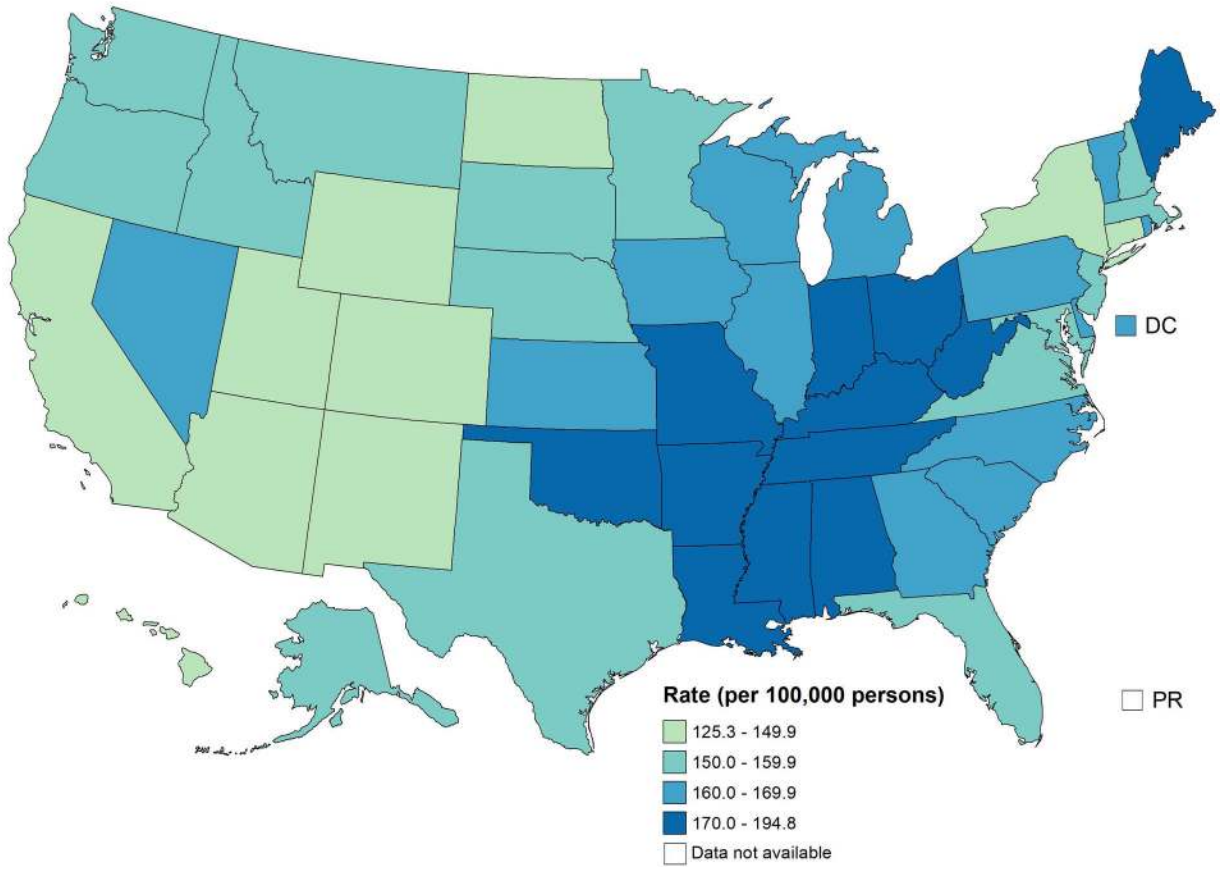 DC
PR
Rate (per 100,000 persons)
125.3 - 149.9
150.0 - 159.9
160.0 - 169.9
170.0 - 194.8
Data not available